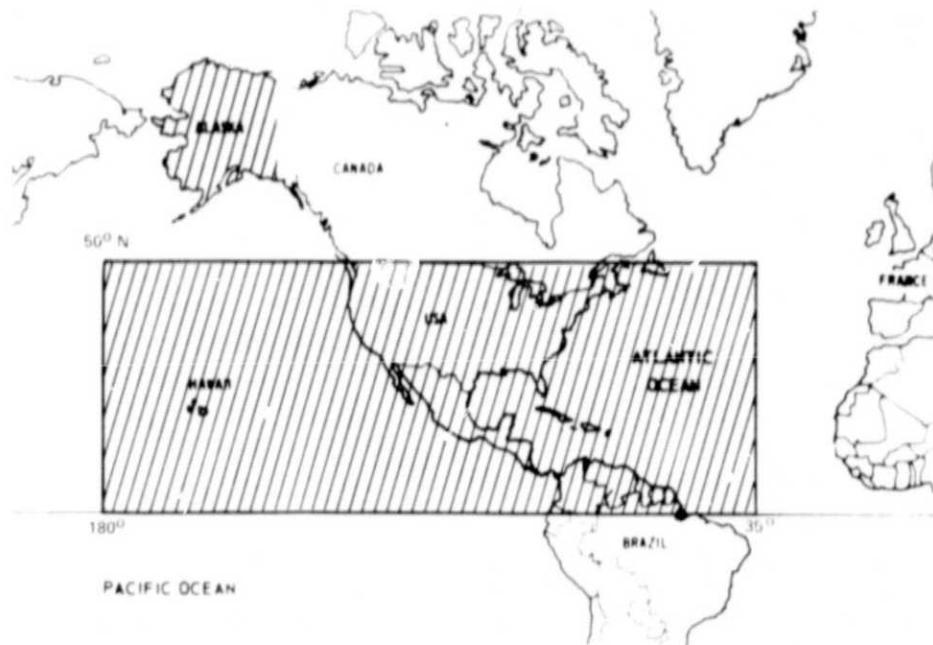 ALASKA
CANADA
50° N
FRANCE
USA
ATLANTIC
OCEAN
HAWAII
180°
35°
BRAZIL
PACIFIC OCEAN